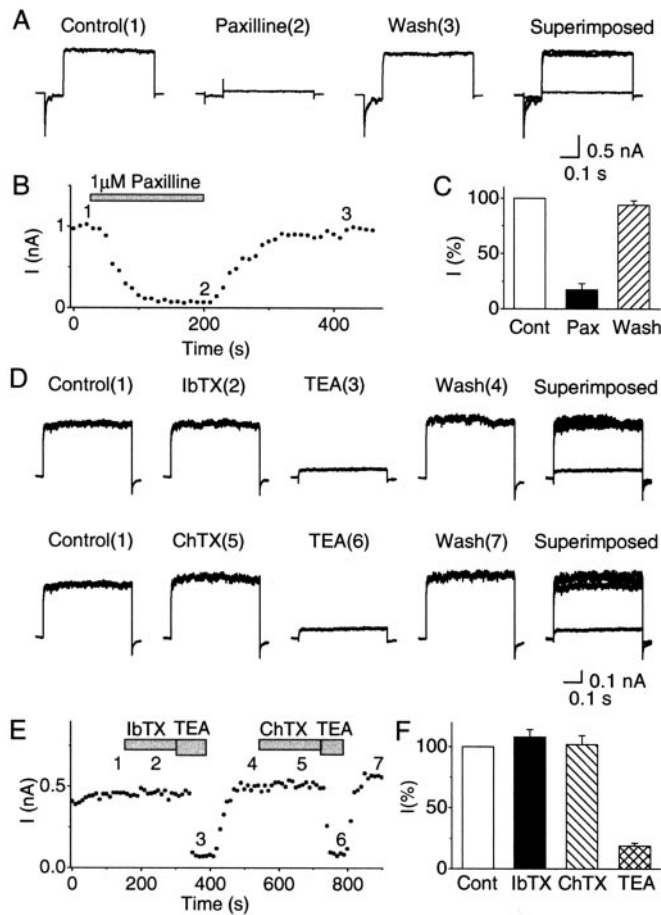 A
Control(1) Paxilline(2) Wash(3) Superimposed
0.5 nA
0.1 s
B
1μM Paxilline
1 2 3
I (nA)
1
0
0 200 400
Time (s)
C
I (%)
100
50
0
Cont Pax Wash
D
Control(1) IbTX(2) TEA(3) Wash(4) Superimposed
Control(1) ChTX(5) TEA(6) Wash(7) Superimposed
0.1 nA
0.1 s
E
IbTX TEA ChTX TEA
1 2 3 4 5 6 7
I (nA)
0.5
0.0
0 200 400 600 800
Time (s)
F
I(%)
100
50
0
Cont IbTX ChTX TEA